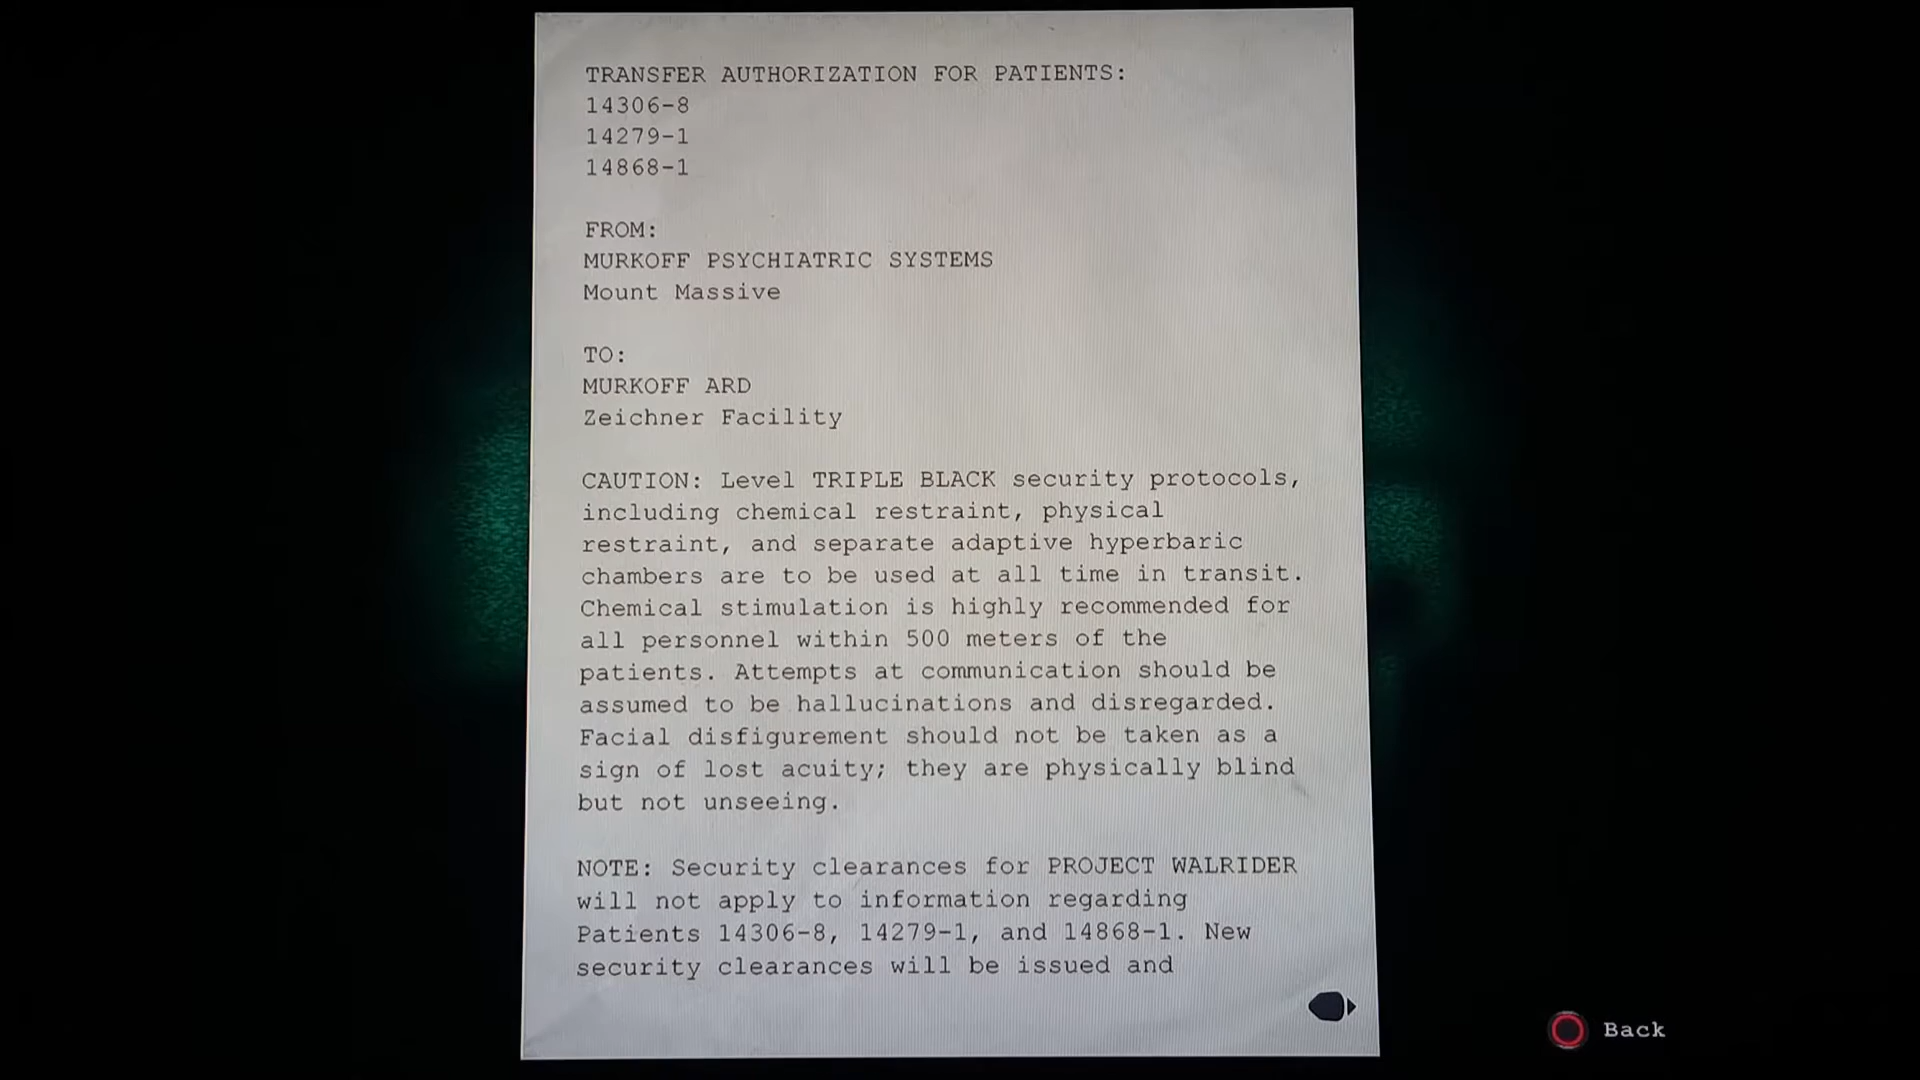 TRANSFER AUTHORIZATION FOR PATIENTS:
14306-8
14279-1
14868-1
FROM:
MURKOFF PSYCHIATRIC SYSTEMS
Mount Massive
TO:
MURKOFF ARD
Zeichner Facility
CAUTION: Level TRIPLE BLACK security protocols,
including chemical restraint, physical
restraint, and separate adaptive hyperbaric
chambers are to be used at all time in transit.
Chemical stimulation is highly recommended for
all personnel within 500 meters of the
patients. Attempts at communication should be
assumed to be hallucinations and disregarded.
Facial disfigurement should not be taken as a
sign of lost acuity; they are physically blind
but not unseeing.
NOTE: Security clearances for PROJECT WALRIDER
will not apply to information regarding
Patients 14306-8, 14279-1, and 14868-1. New
security clearances will be issued and
Back